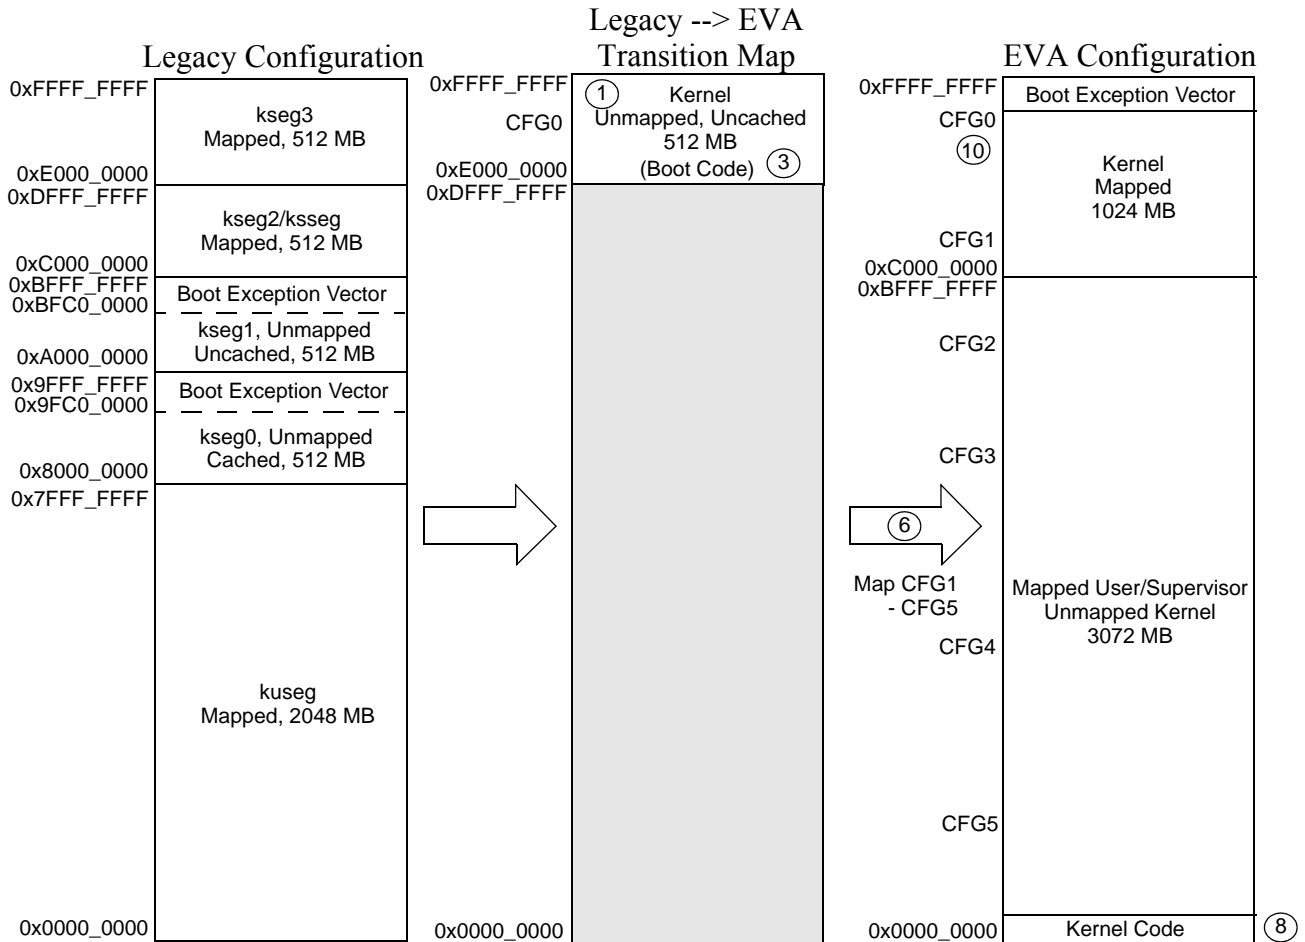 Legacy Configuration
0xFFFF_FFFF
kseg3
Mapped, 512 MB
0xE000_0000
0xDFFF_FFFF
kseg2/ksseg
Mapped, 512 MB
0xC000_0000
0xBFFF_FFFF
0xBFC0_0000
Boot Exception Vector
kseg1, Unmapped
Uncached, 512 MB
0xA000_0000
0x9FFF_FFFF
0x9FC0_0000
Boot Exception Vector
kseg0, Unmapped
Cached, 512 MB
0x8000_0000
0x7FFF_FFFF
kuseg
Mapped, 2048 MB
0x0000_0000
Legacy --> EVA
Transition Map
0xFFFF_FFFF
CFG0
1
Kernel
Unmapped, Uncached
512 MB
(Boot Code)
3
0xE000_0000
0xDFFF_FFFF
0x0000_0000
6
Map CFG1
- CFG5
EVA Configuration
0xFFFF_FFFF
Boot Exception Vector
CFG0
10
Kernel
Mapped
1024 MB
CFG1
0xC000_0000
0xBFFF_FFFF
CFG2
CFG3
Mapped User/Supervisor
Unmapped Kernel
3072 MB
CFG4
CFG5
0x0000_0000
Kernel Code
8